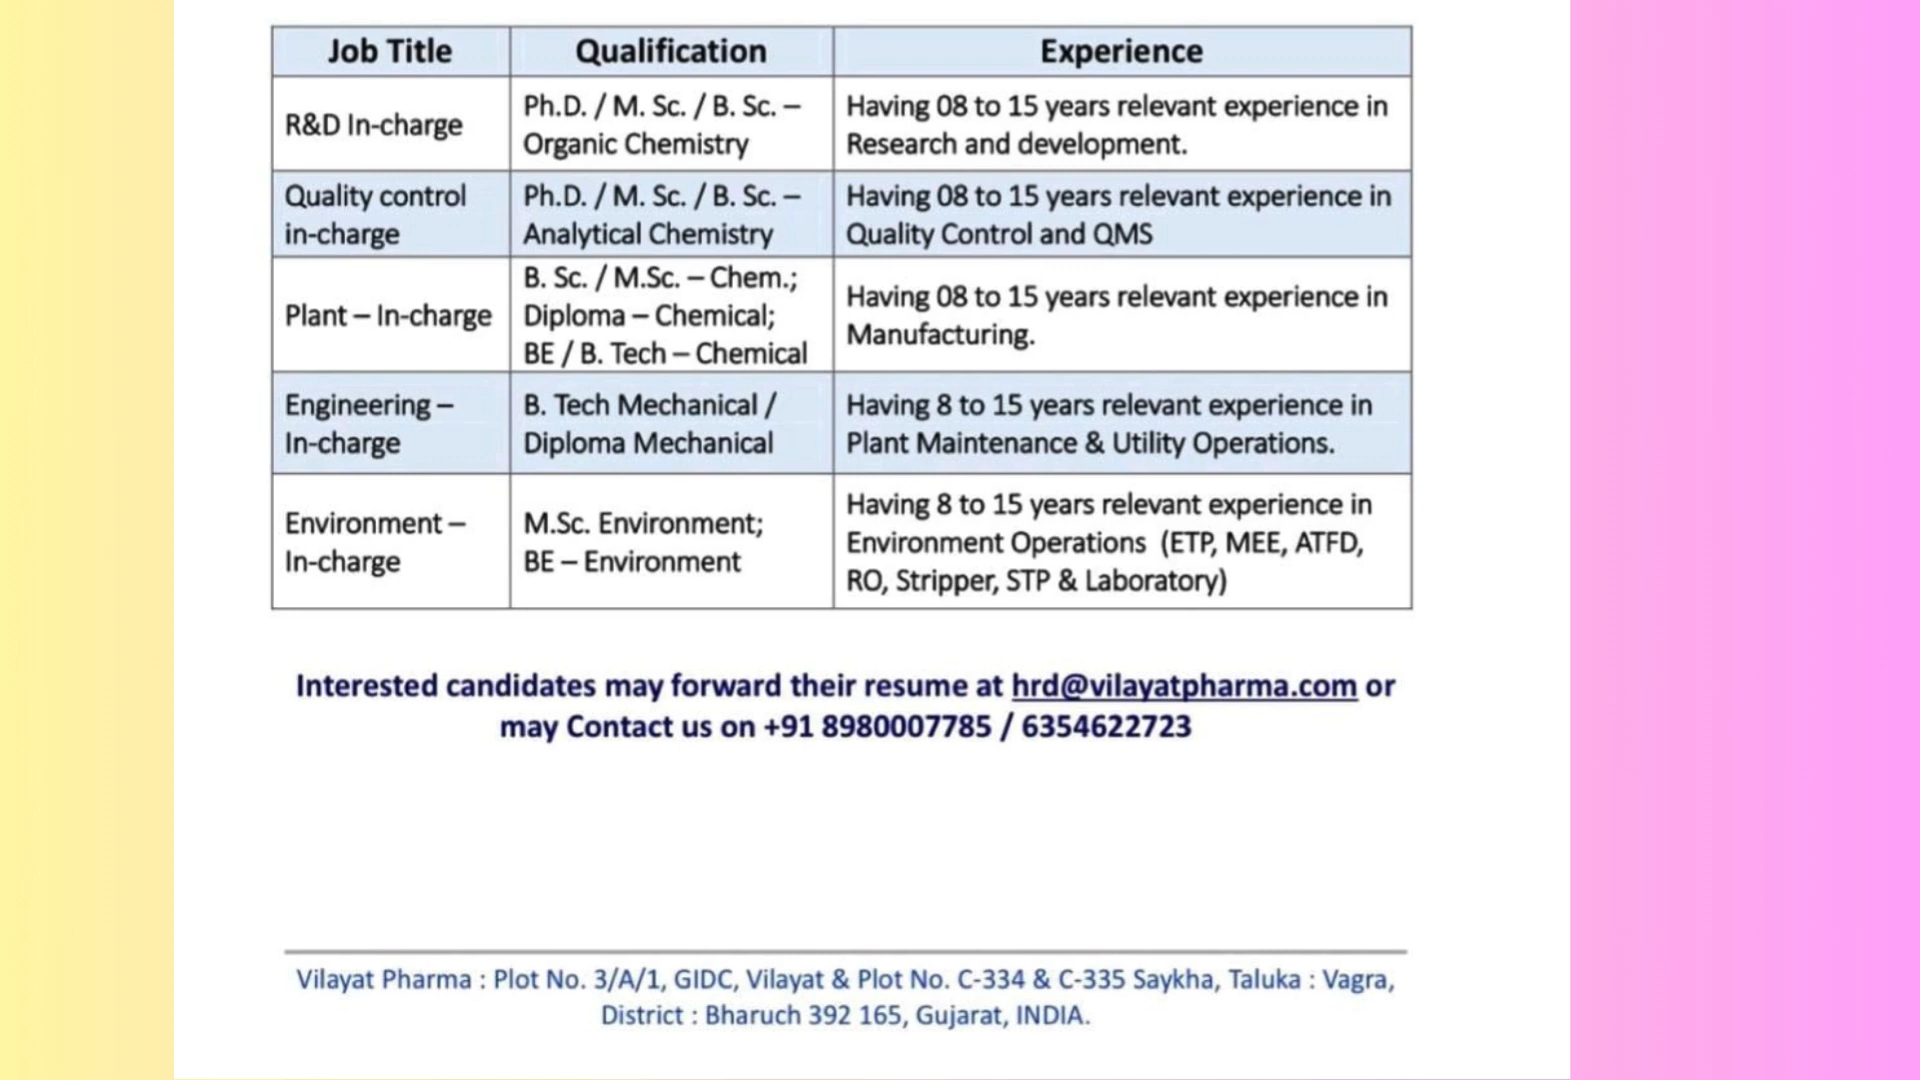 Job Title
Qualification
Experience
R&D In-charge
Ph.D. / M. Sc. / B. Sc. –
Organic Chemistry
Having 08 to 15 years relevant experience in
Research and development.
Quality control
in-charge
Ph.D. / M. Sc. / B. Sc. –
Analytical Chemistry
Having 08 to 15 years relevant experience in
Quality Control and QMS
Plant – In-charge
B. Sc. / M.Sc. – Chem.;
Diploma – Chemical;
BE / B. Tech – Chemical
Having 08 to 15 years relevant experience in
Manufacturing.
Engineering –
In-charge
B. Tech Mechanical /
Diploma Mechanical
Having 8 to 15 years relevant experience in
Plant Maintenance & Utility Operations.
Environment –
In-charge
M.Sc. Environment;
BE – Environment
Having 8 to 15 years relevant experience in
Environment Operations (ETP, MEE, ATFD,
RO, Stripper, STP & Laboratory)
Interested candidates may forward their resume at hrd@vilayatpharma.com or
may Contact us on +91 8980007785 / 6354622723
Vilayat Pharma : Plot No. 3/A/1, GIDC, Vilayat & Plot No. C-334 & C-335 Saykha, Taluka : Vagra,
District : Bharuch 392 165, Gujarat, INDIA.